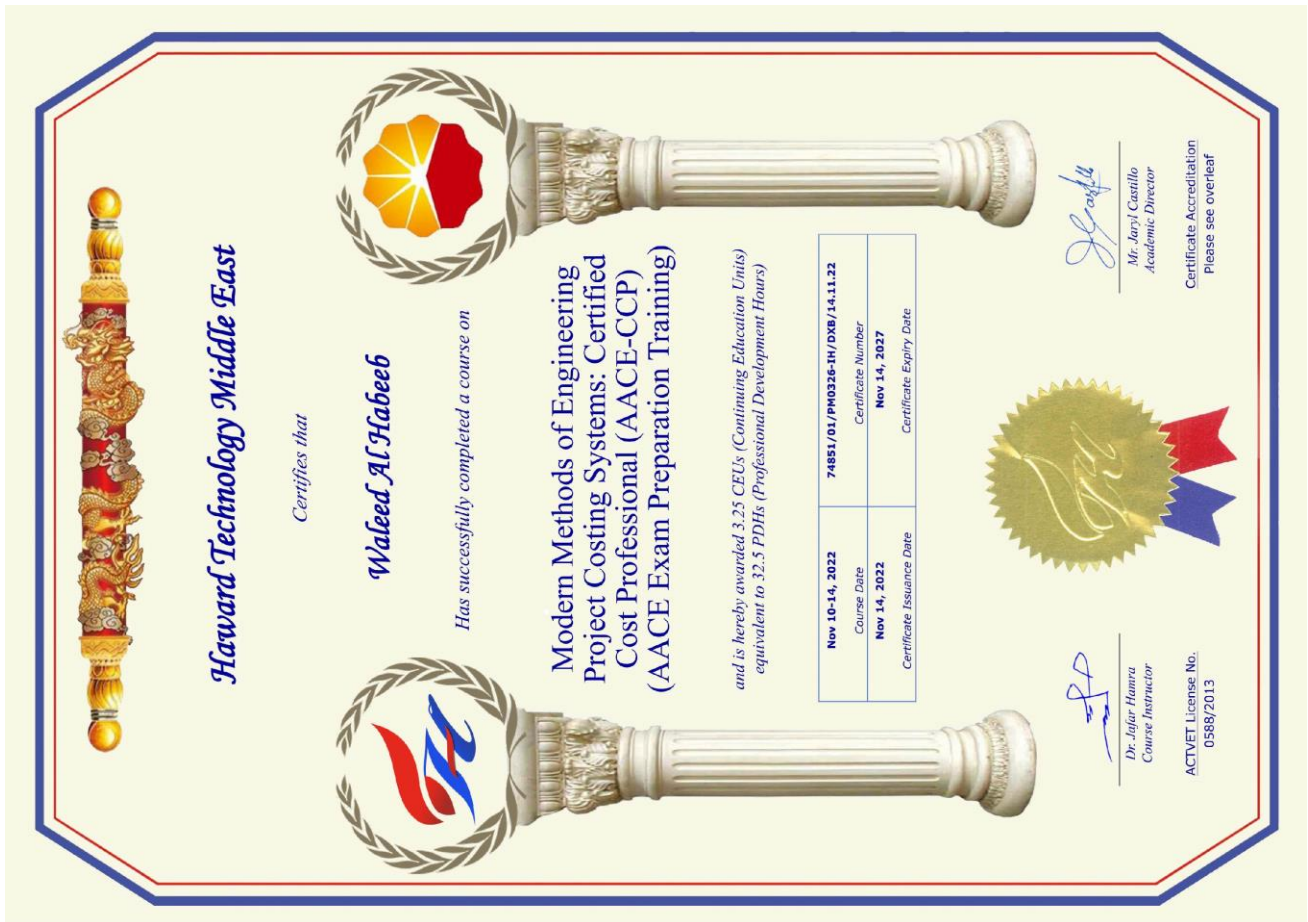 Haward Technology Middle East
Certifies that
Waleed Al Habeeb
Has successfully completed a course on
Modern Methods of Engineering
Project Costing Systems: Certified
Cost Professional (AACE-CCP)
(AACE Exam Preparation Training)
and is hereby awarded 3.25 CEUs (Continuing Education Units)
equivalent to 32.5 PDHs (Professional Development Hours)
Nov 10-14, 2022 74851/01/PM0326-IH/DXB/14.11.22
Course Date Certificate Number
Nov 14, 2022 Nov 14, 2027
Certificate Issuance Date Certificate Expiry Date
Dr. Jafar Hamra
Course Instructor
Mr. Jaryl Castillo
Academic Director
ACTVET License No.
0588/2013
Certificate Accreditation
Please see overleaf